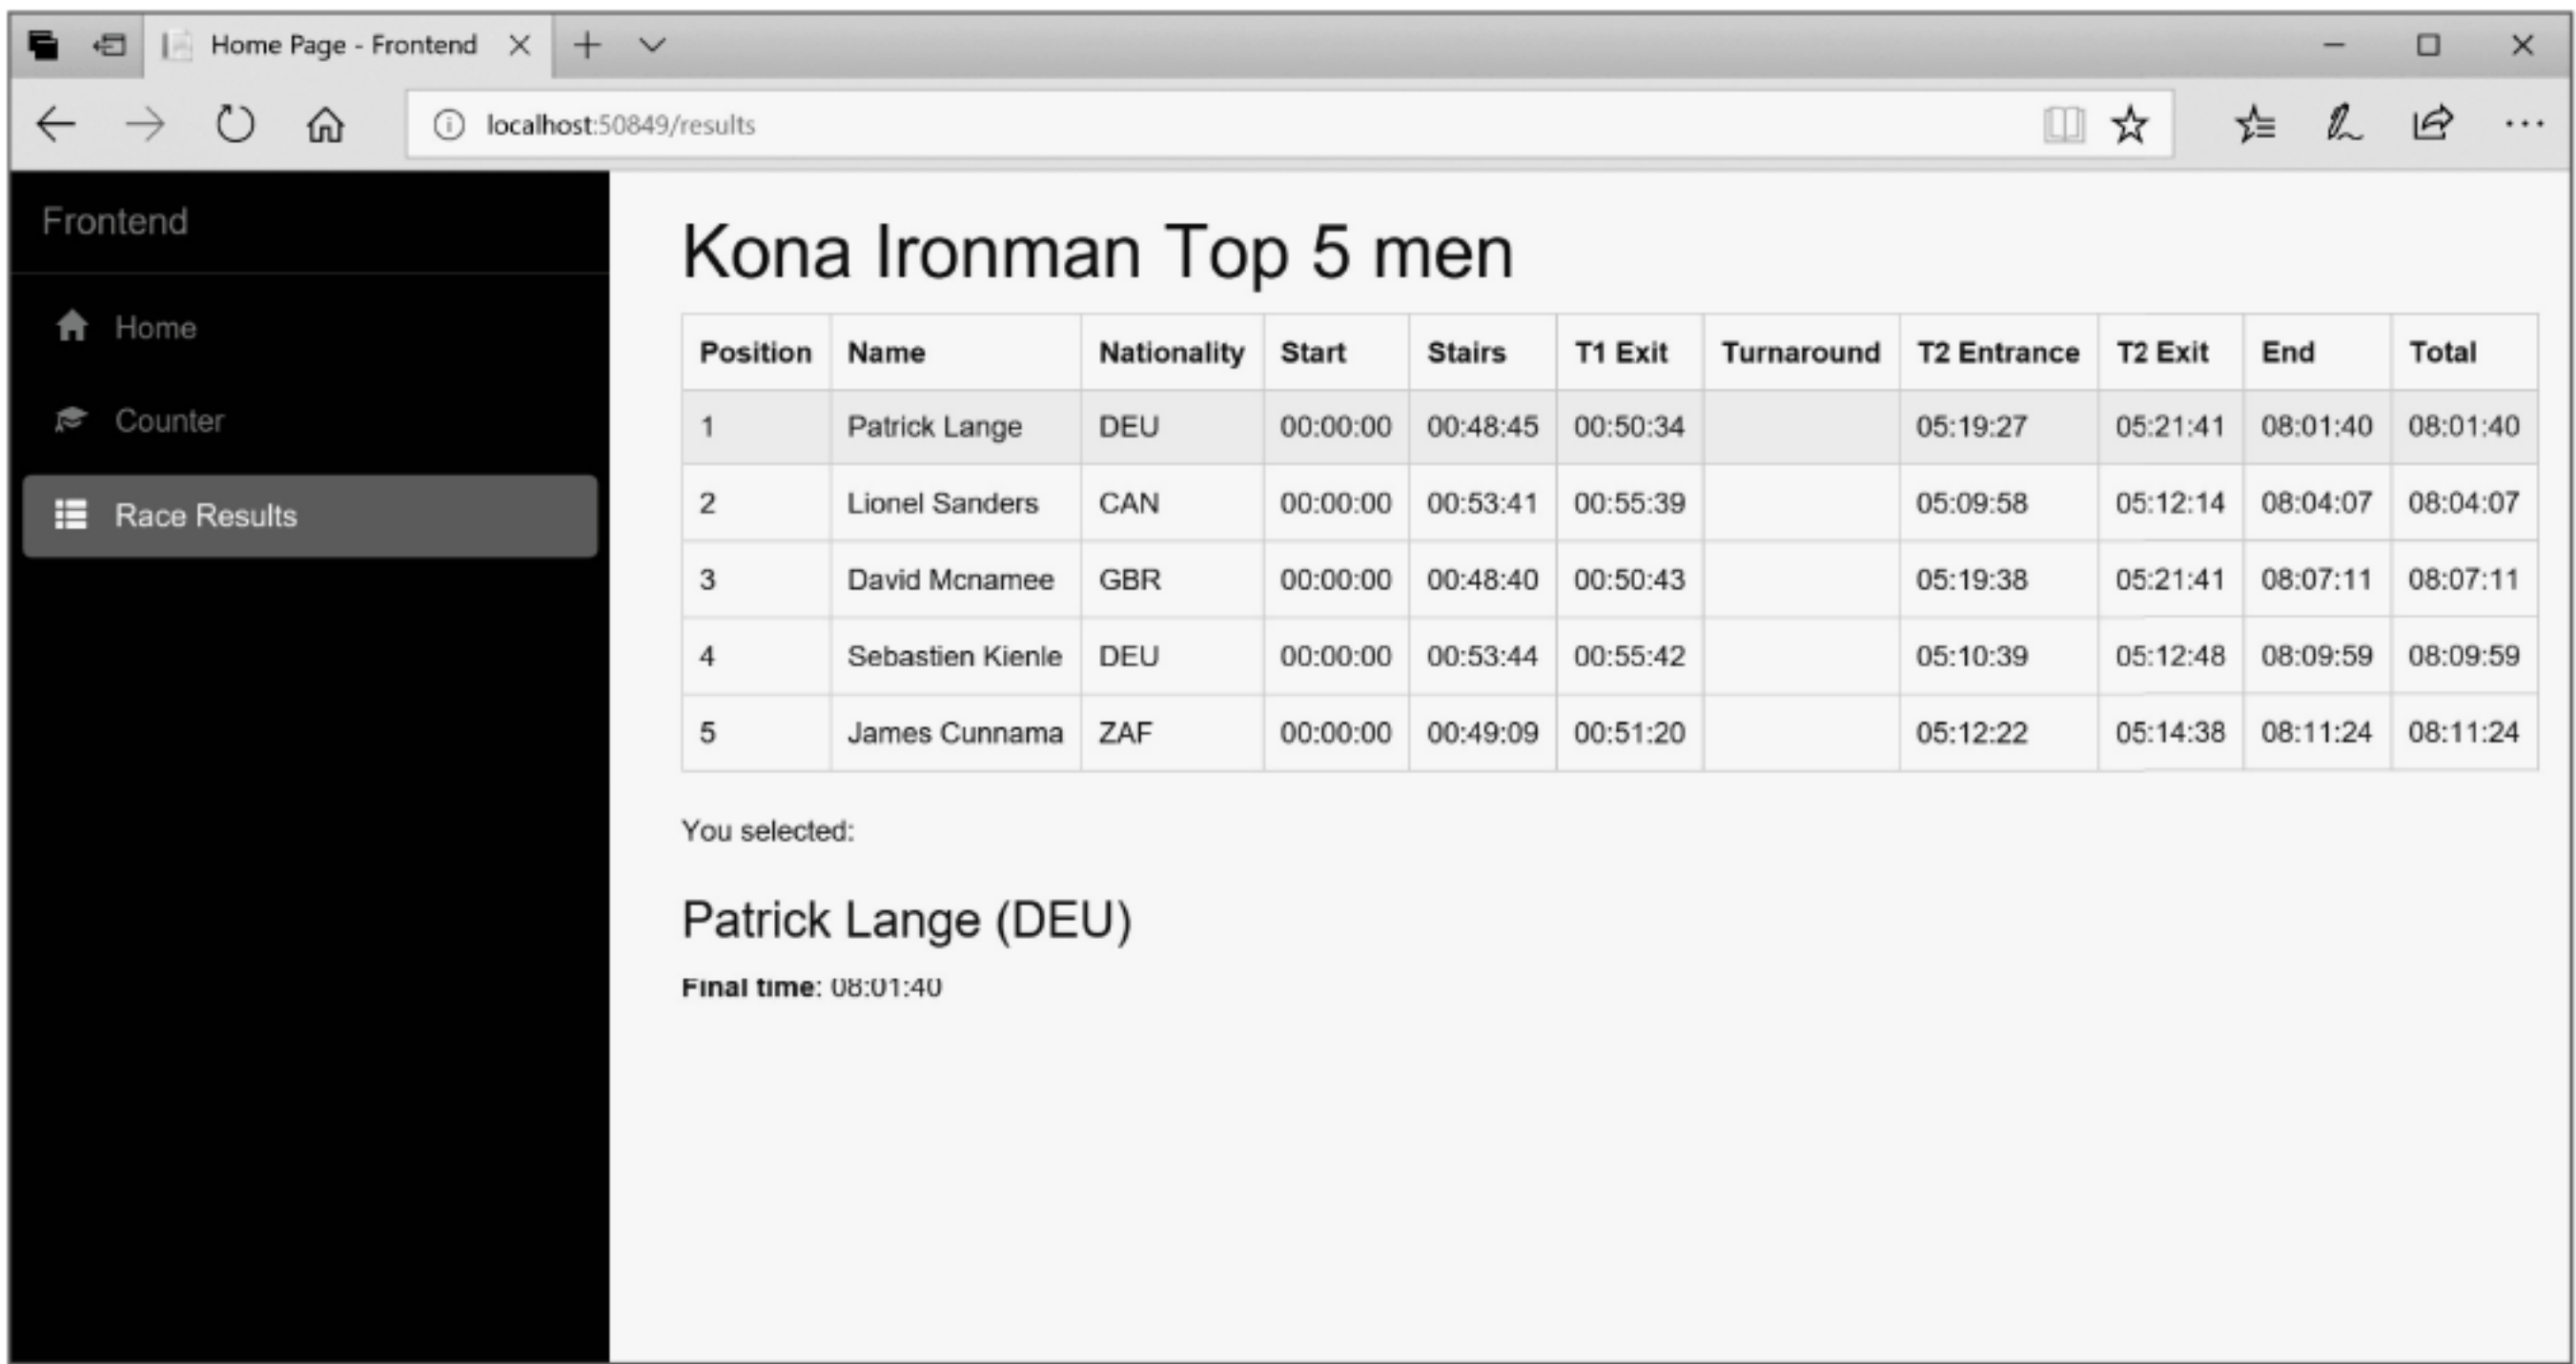 Home Page - Frontend
localhost:50849/results
Frontend
Home
Counter
Race Results
Kona Ironman Top 5 men
Position Name Nationality Start Stairs T1 Exit Turnaround T2 Entrance T2 Exit End Total
1 Patrick Lange DEU 00:00:00 00:48:45 00:50:34 05:19:27 05:21:41 08:01:40 08:01:40
2 Lionel Sanders CAN 00:00:00 00:53:41 00:55:39 05:09:58 05:12:14 08:04:07 08:04:07
3 David Mcnamee GBR 00:00:00 00:48:40 00:50:43 05:19:38 05:21:41 08:07:11 08:07:11
4 Sebastien Kienle DEU 00:00:00 00:53:44 00:55:42 05:10:39 05:12:48 08:09:59 08:09:59
5 James Cunnama ZAF 00:00:00 00:49:09 00:51:20 05:12:22 05:14:38 08:11:24 08:11:24
You selected:
Patrick Lange (DEU)
Final time: 08:01:40